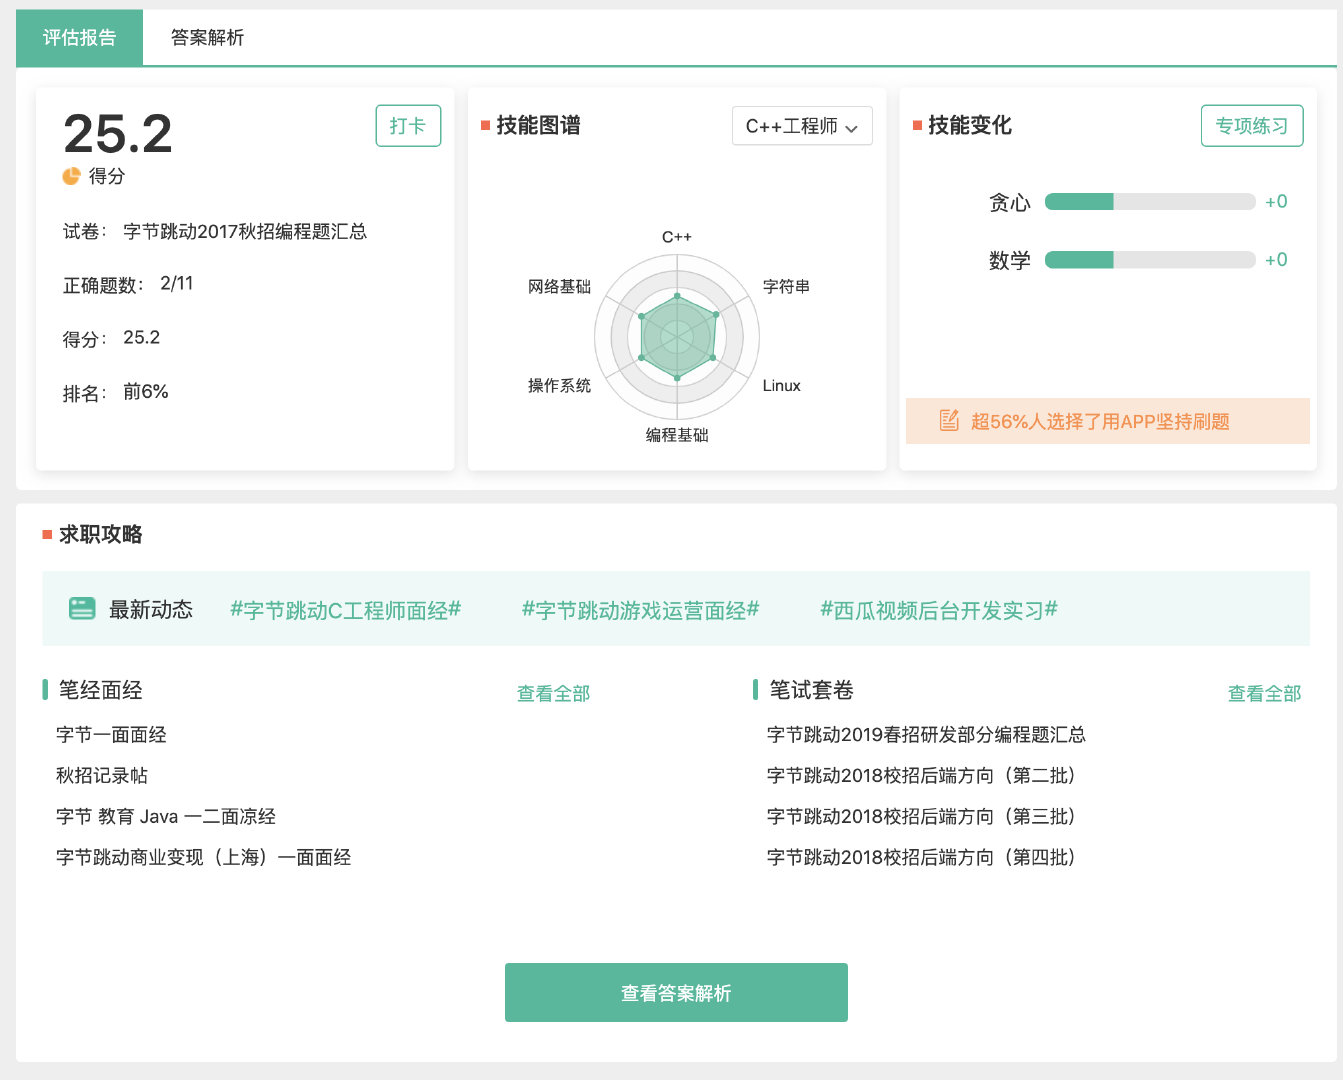 评估报告
答案解析
25.2
打卡
得分
试卷： 字节跳动2017秋招编程题汇总
正确题数： 2/11
得分： 25.2
排名： 前6%
技能图谱
C++工程师
C++
网络基础
字符串
操作系统
Linux
编程基础
技能变化
专项练习
贪心 +0
数学 +0
超56%人选择了用APP坚持刷题
求职攻略
最新动态 #字节跳动C工程师面经# #字节跳动游戏运营面经# #西瓜视频后台开发实习#
笔经面经 查看全部
字节一面面经
秋招记录帖
字节 教育 Java 一二面凉经
字节跳动商业变现（上海）一面面经
笔试套卷 查看全部
字节跳动2019春招研发部分编程题汇总
字节跳动2018校招后端方向（第二批）
字节跳动2018校招后端方向（第三批）
字节跳动2018校招后端方向（第四批）
查看答案解析